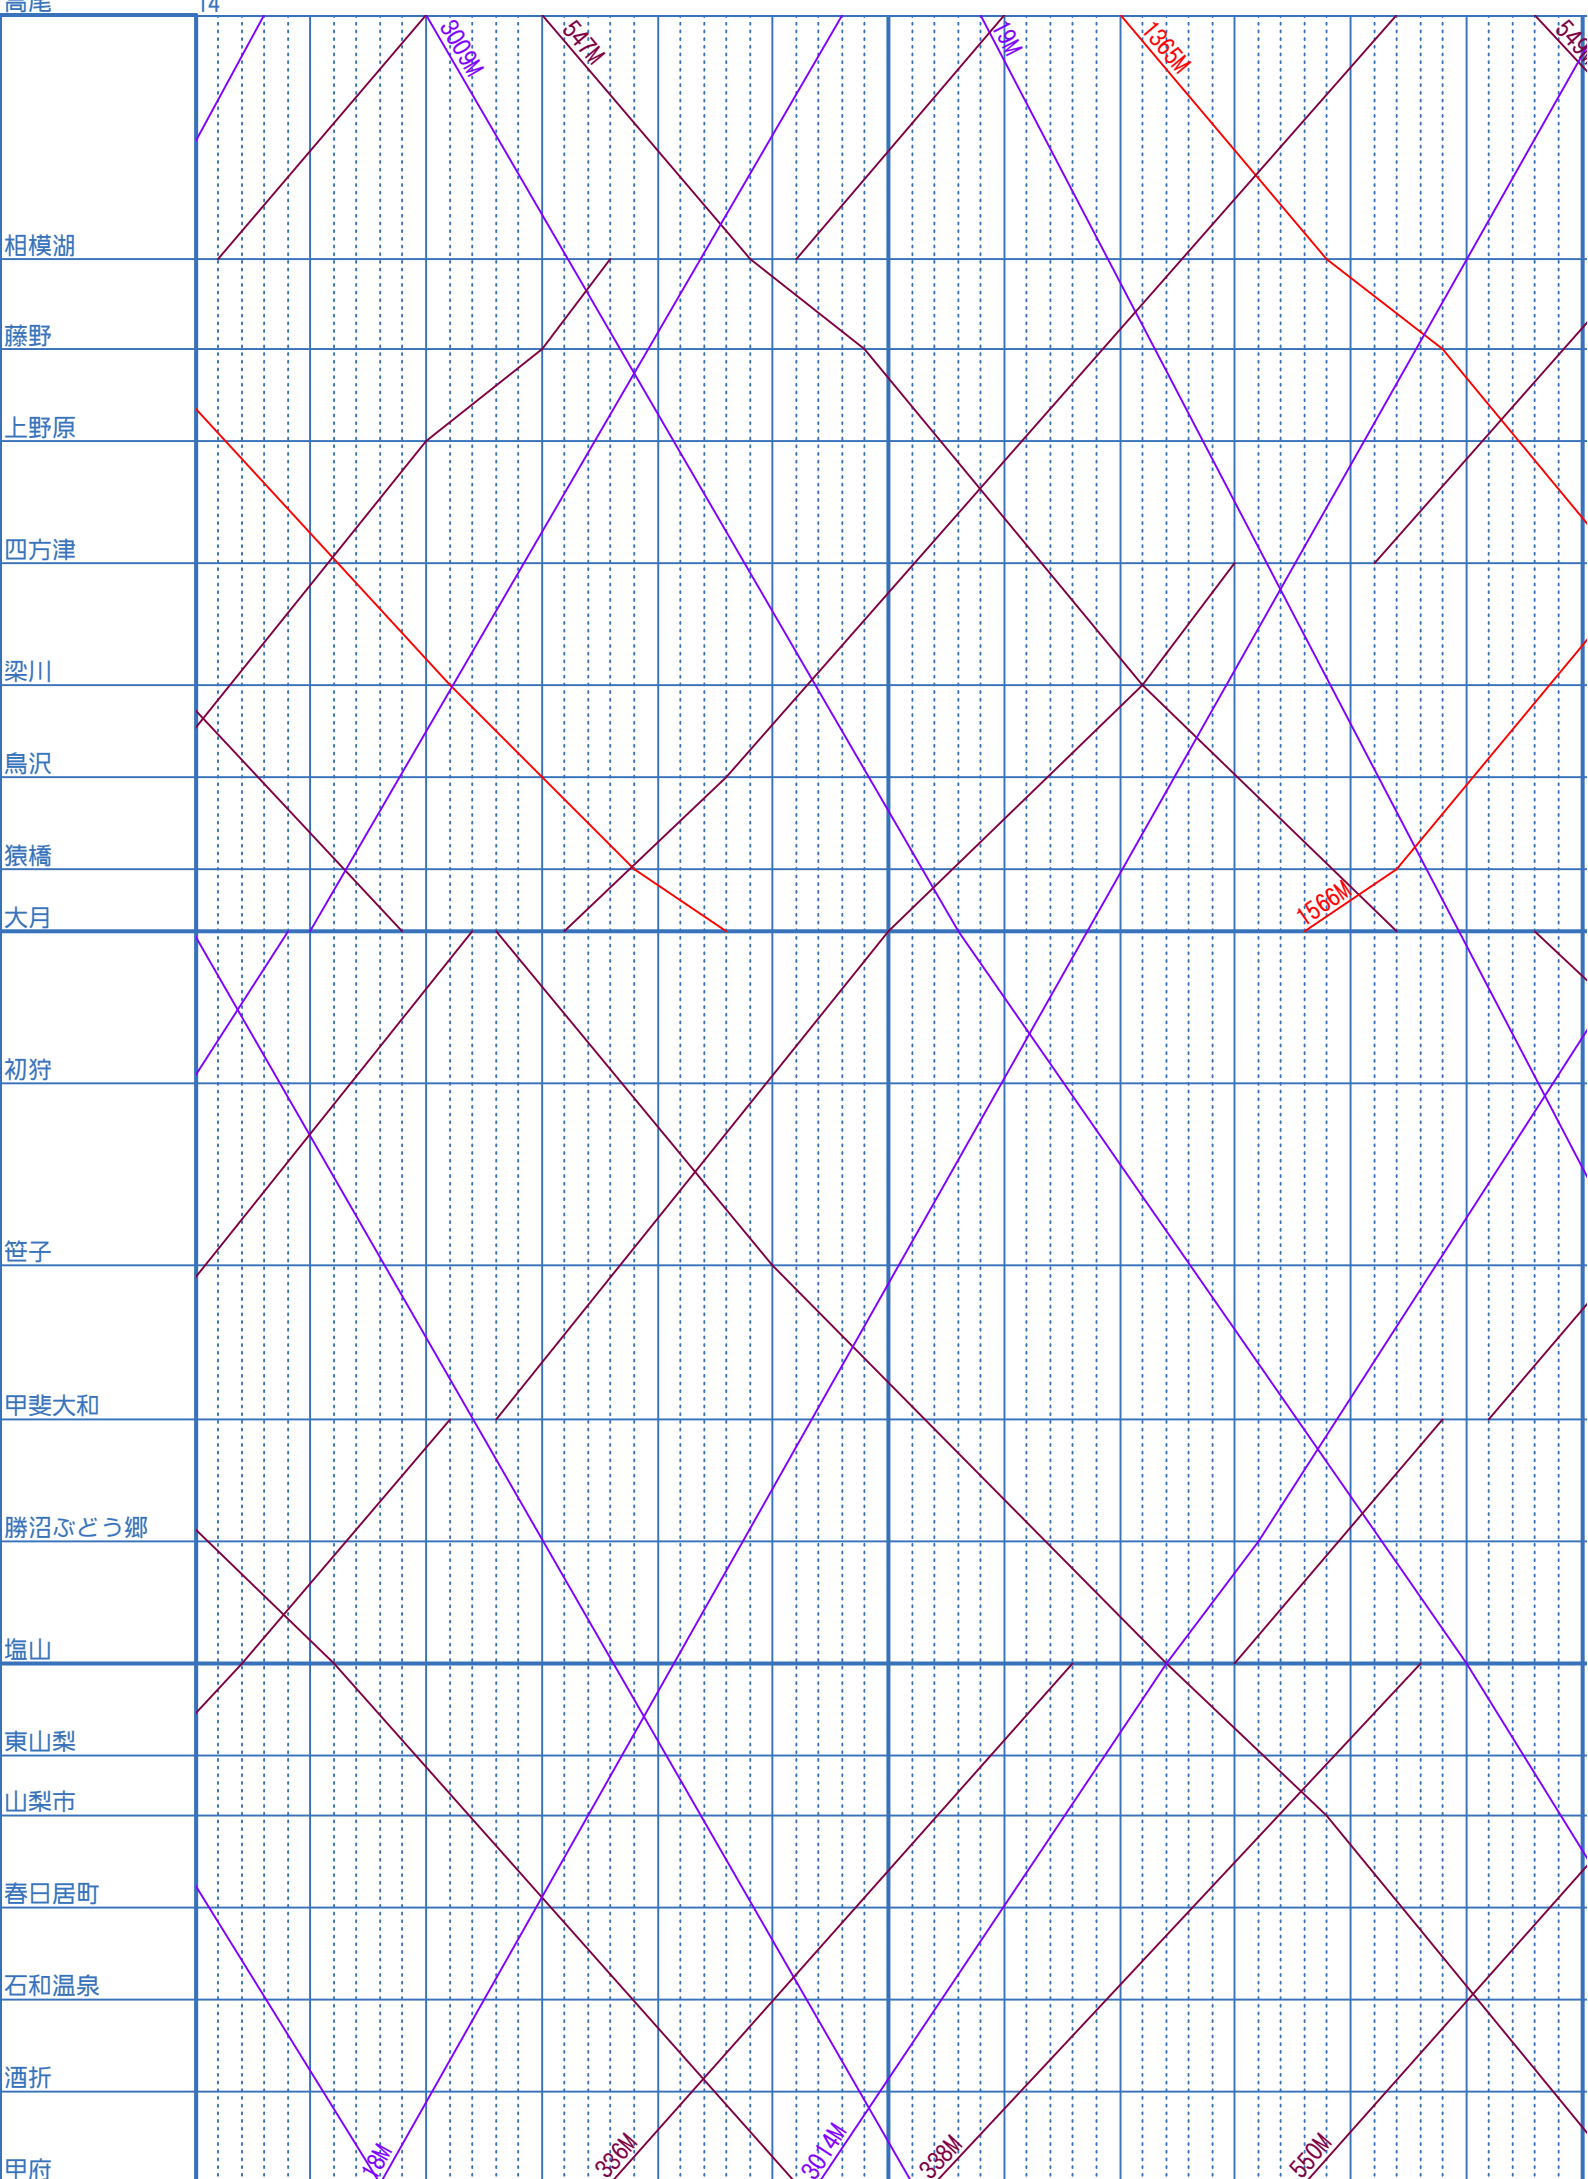 高尾
14
3009M
547M
19M
1365M
549M
相模湖
藤野
上野原
四方津
梁川
鳥沢
猿橋
1566M
大月
初狩
笹子
甲斐大和
勝沼ぶどう郷
塩山
東山梨
山梨市
春日居町
石和温泉
酒折
18M
336M
3014M
338M
550M
甲府